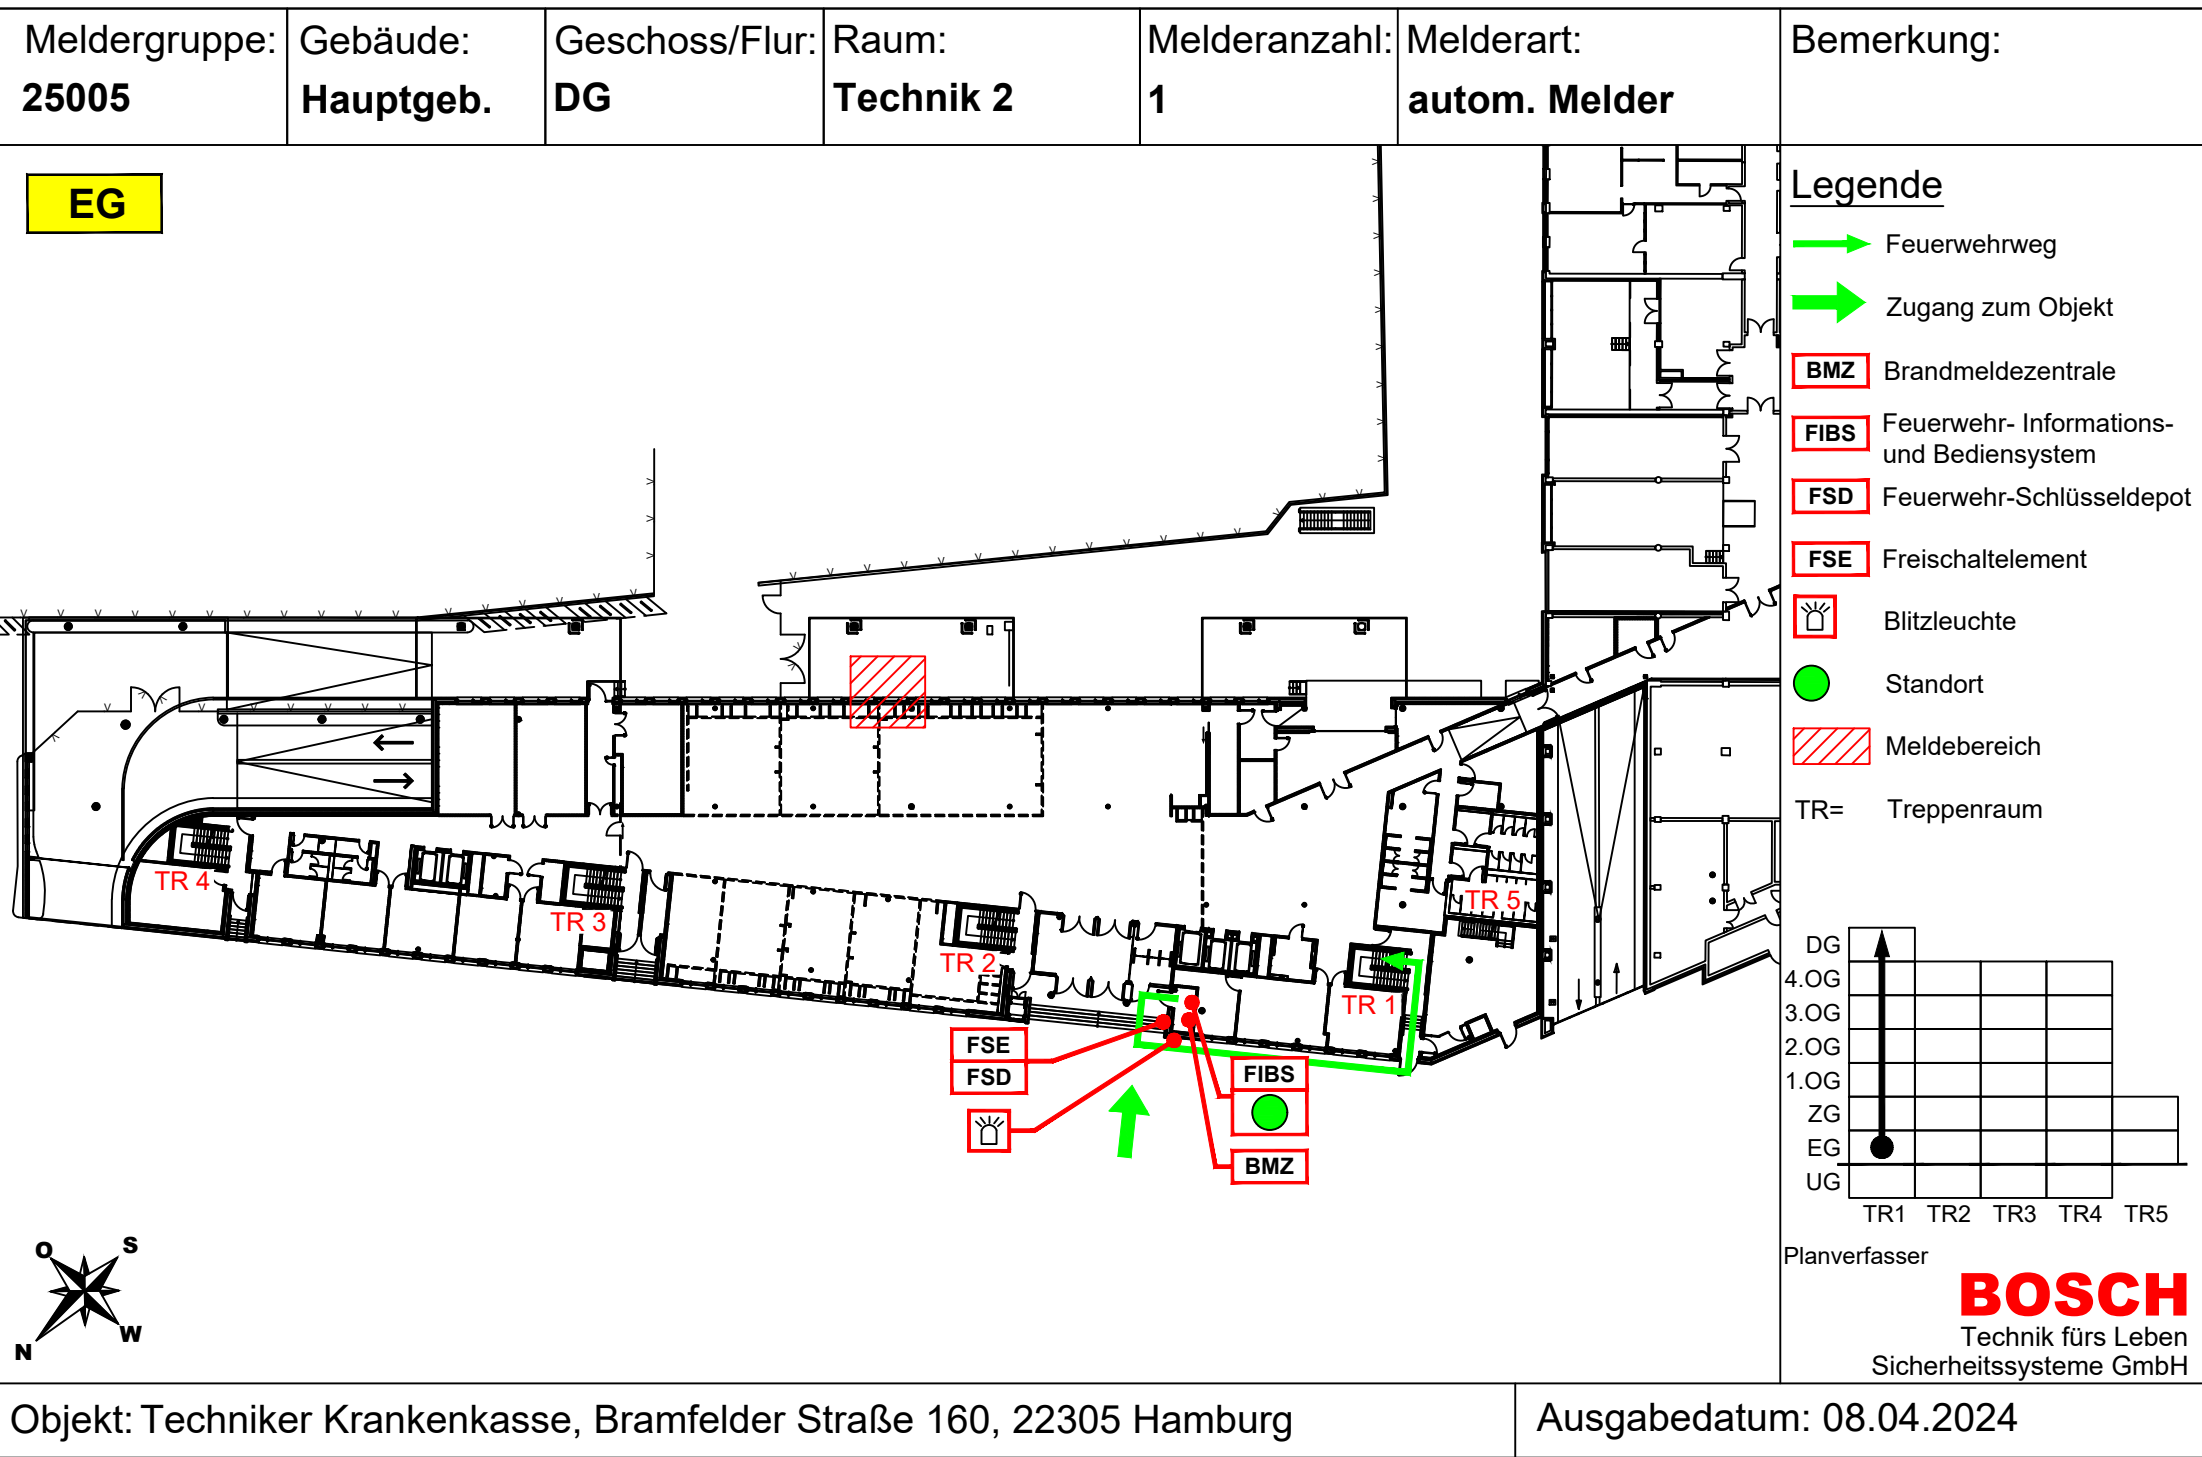 Meldergruppe:
25005
Gebäude:
Hauptgeb.
Geschoss/Flur:
DG
Raum:
Technik 2
Melderanzahl:
1
Melderart:
autom. Melder
Bemerkung:
EG
Legende
Feuerwehrweg
Zugang zum Objekt
BMZ Brandmeldezentrale
FIBS Feuerwehr- Informations-
und Bediensystem
FSD Feuerwehr-Schlüsseldepot
FSE Freischaltelement
Blitzleuchte
Standort
Meldebereich
TR= Treppenraum
TR 4
TR 3
TR 2
TR 1
TR 5
FSE
FSD
FIBS
BMZ
DG
4.OG
3.OG
2.OG
1.OG
ZG
EG
UG
TR1 TR2 TR3 TR4 TR5
O S
N W
Planverfasser
BOSCH
Technik fürs Leben
Sicherheitssysteme GmbH
Objekt: Techniker Krankenkasse, Bramfelder Straße 160, 22305 Hamburg
Ausgabedatum: 08.04.2024